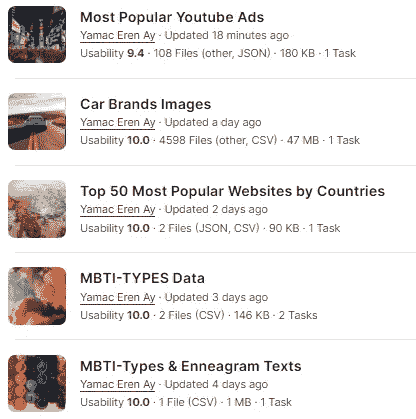 Most Popular Youtube Ads
Yamac Eren Ay · Updated 18 minutes ago
Usability 9.4 · 108 Files (other, JSON) · 180 KB · 1 Task
Car Brands Images
Yamac Eren Ay · Updated a day ago
Usability 10.0 · 4598 Files (other, CSV) · 47 MB · 1 Task
Top 50 Most Popular Websites by Countries
Yamac Eren Ay · Updated 2 days ago
Usability 10.0 · 2 Files (JSON, CSV) · 90 KB · 1 Task
MBTI-TYPES Data
Yamac Eren Ay · Updated 3 days ago
Usability 10.0 · 2 Files (CSV) · 146 KB · 2 Tasks
MBTI-Types & Enneagram Texts
Yamac Eren Ay · Updated 4 days ago
Usability 10.0 · 1 File (CSV) · 1 MB · 1 Task